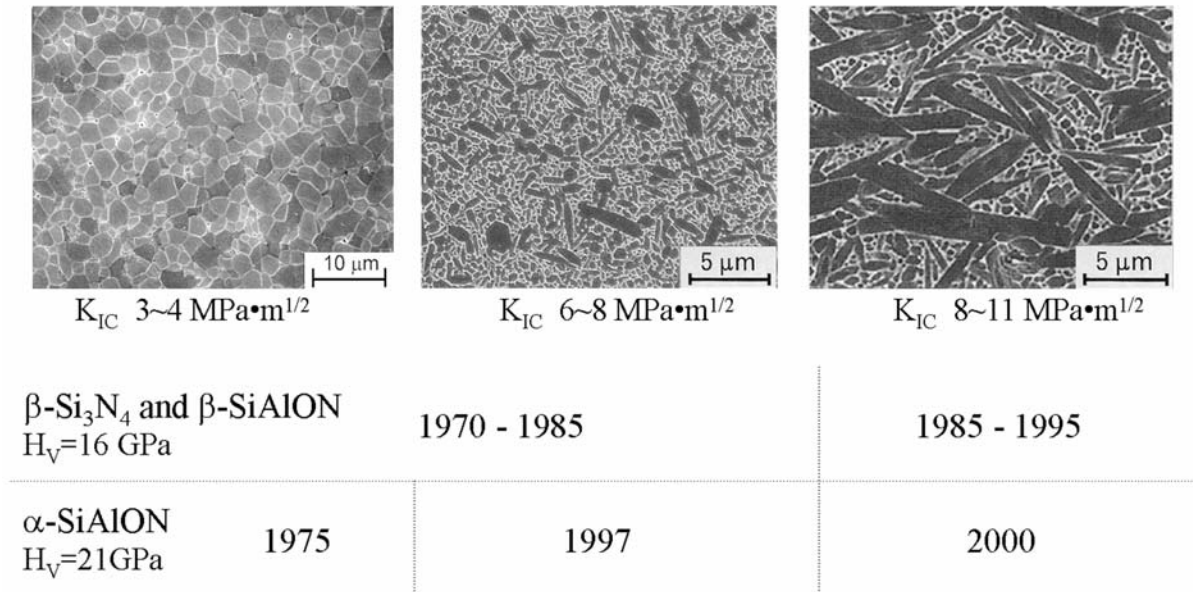 10 μm
5 μm
5 μm
K_IC 3~4 MPa•m^1/2
K_IC 6~8 MPa•m^1/2
K_IC 8~11 MPa•m^1/2
β-Si₃N₄ and β-SiAlON
H_V=16 GPa
1970 - 1985
1985 - 1995
α-SiAlON
H_V=21GPa
1975
1997
2000